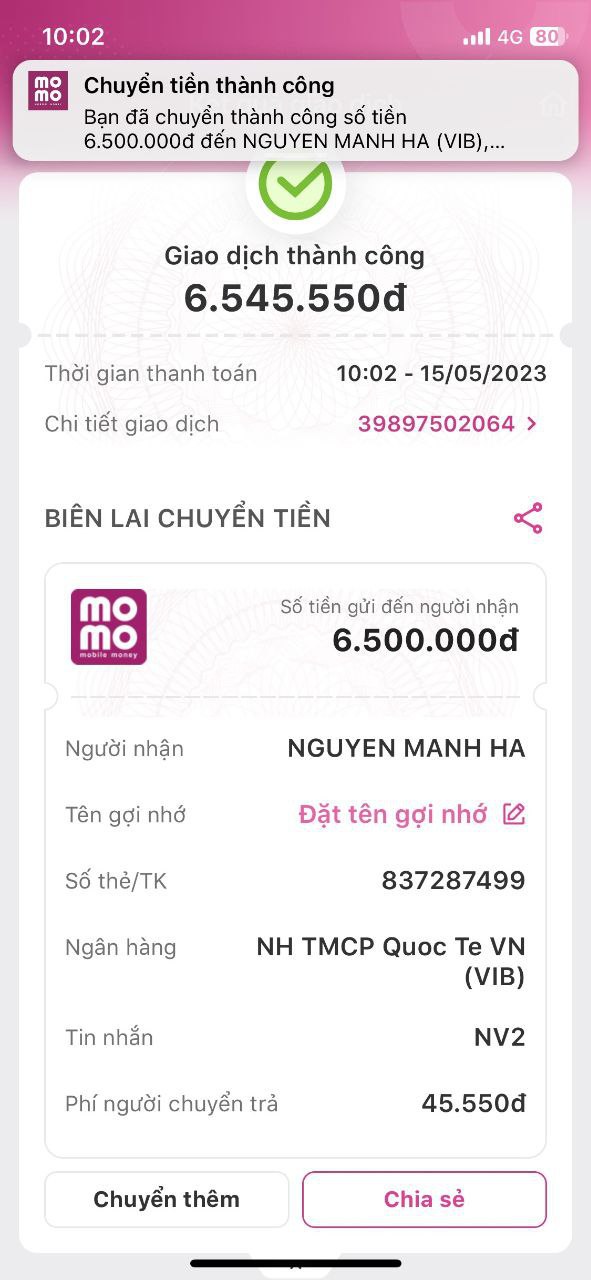 10:02
4G 80
MOMO
Chuyển tiền thành công
Bạn đã chuyển thành công số tiền
6.500.000đ đến NGUYEN MANH HA (VIB),...
Giao dịch thành công
6.545.550đ
Thời gian thanh toán 10:02 - 15/05/2023
Chi tiết giao dịch 39897502064
BIÊN LAI CHUYỂN TIỀN
mo
mo
mobile money
Số tiền gửi đến người nhận
6.500.000đ
Người nhận NGUYEN MANH HA
Tên gợi nhớ Đặt tên gợi nhớ
Số thẻ/TK 837287499
Ngân hàng NH TMCP Quoc Te VN
(VIB)
Tin nhắn NV2
Phí người chuyển trả 45.550đ
Chuyển thêm Chia sẻ